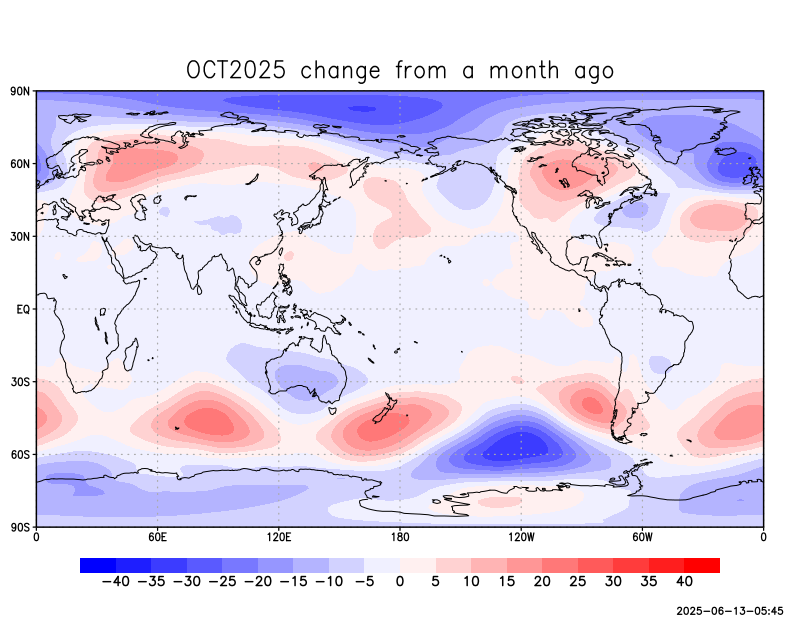 OCT2025 change from a month ago
90N
60N
30N
EQ
30S
60S
90S
0 60E 120E 180 120W 60W 0
−40 −35 −30 −25 −20 −15 −10 −5 0 5 10 15 20 25 30 35 40
2025-06-13-05:45